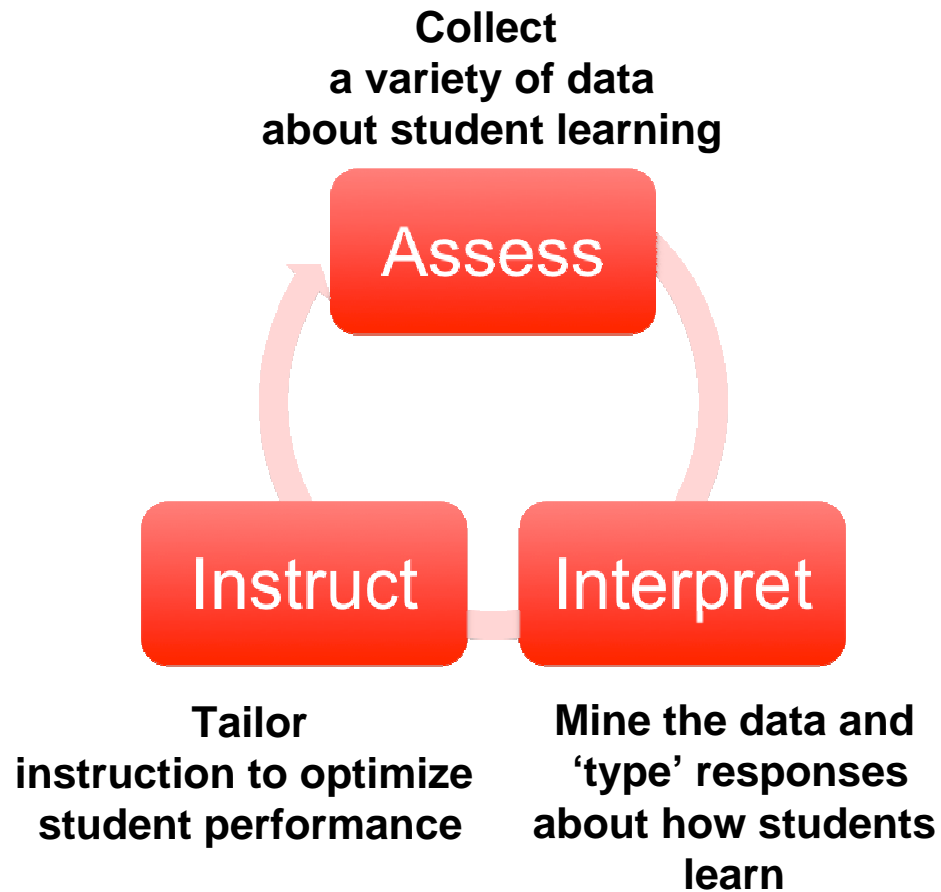 Collect
a variety of data
about student learning
Assess
Instruct
Interpret
Tailor
instruction to optimize
student performance
Mine the data and
‘type’ responses
about how students
learn